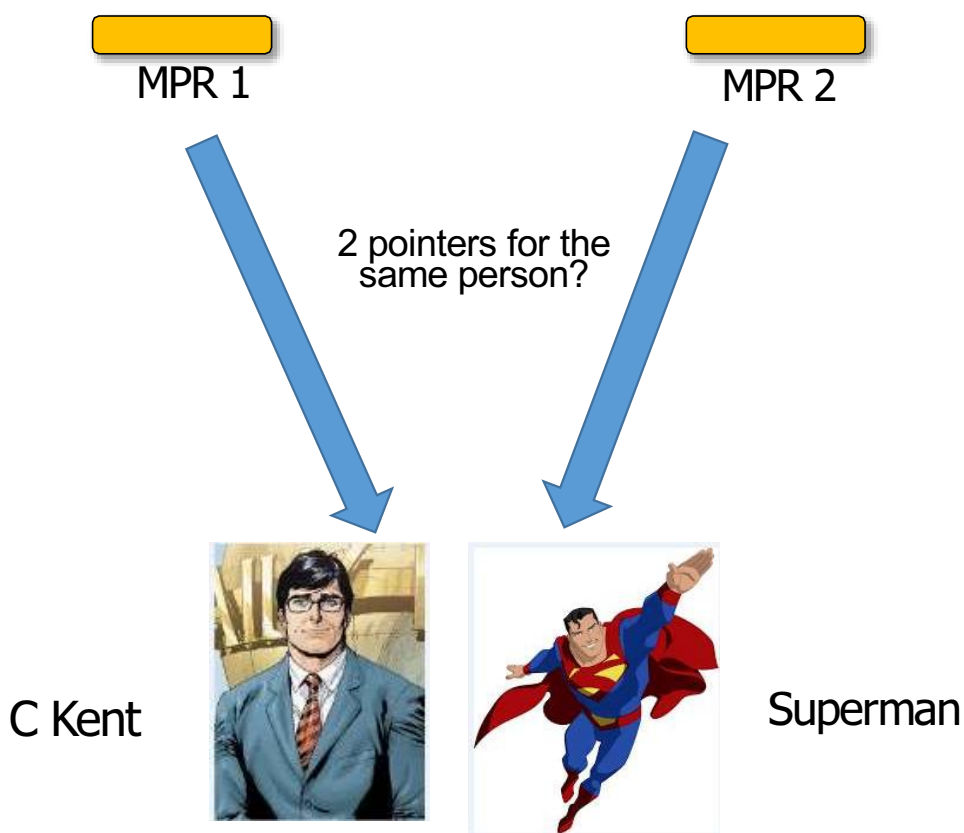 MPR 1
MPR 2
2 pointers for the
same person?
C Kent
Superman